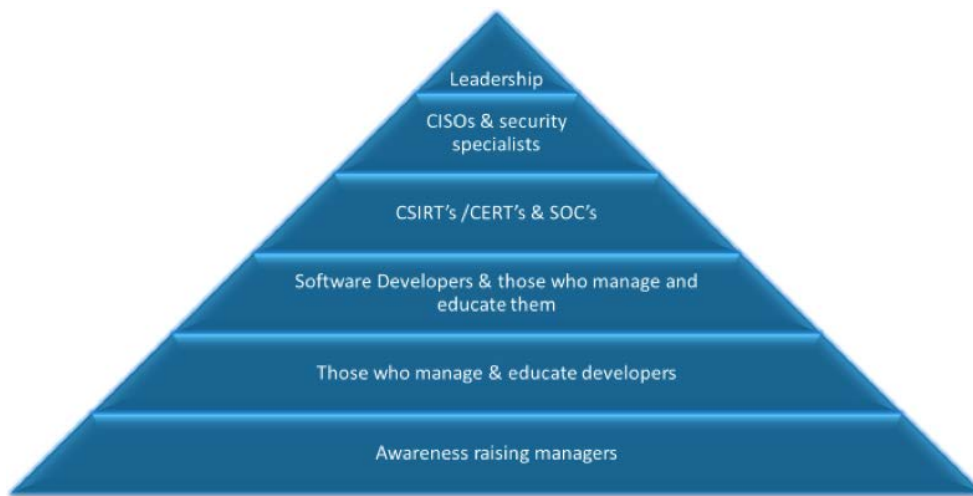 Leadership
CISOs & security
specialists
CSIRT's /CERT's & SOC's
Software Developers & those who manage and
educate them
Those who manage & educate developers
Awareness raising managers